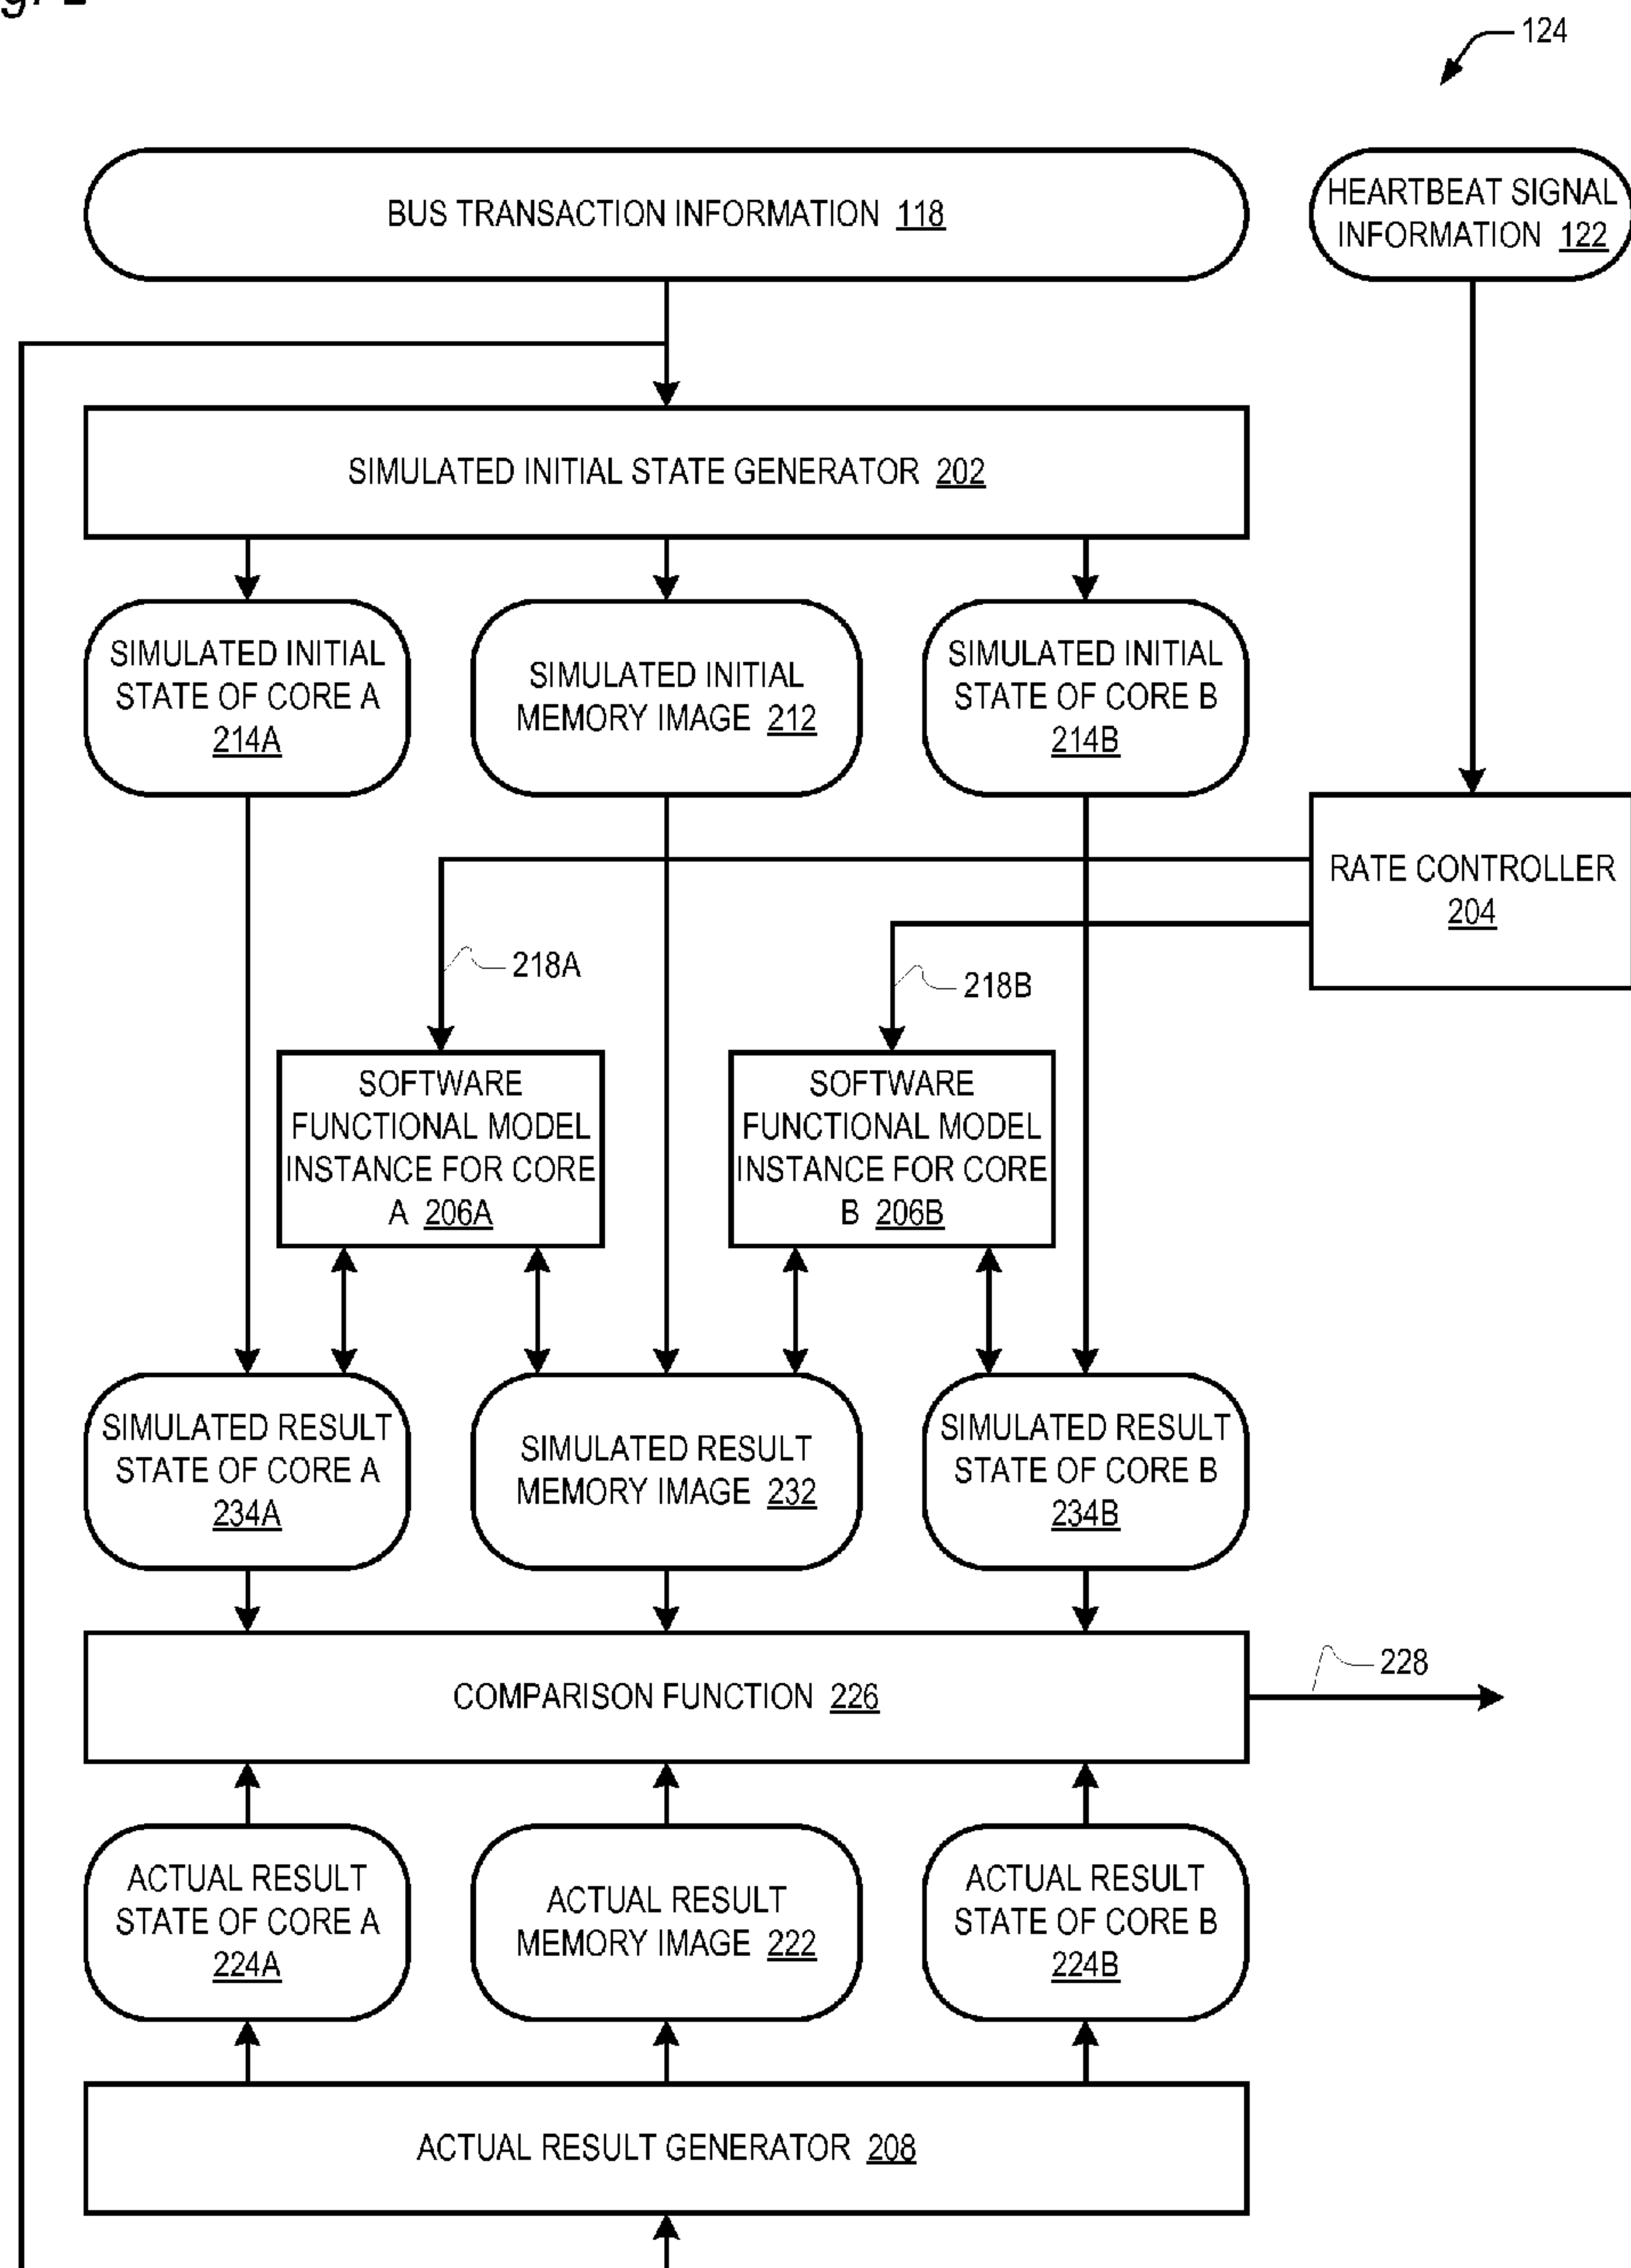 124
BUS TRANSACTION INFORMATION 118
HEARTBEAT SIGNAL
INFORMATION 122
SIMULATED INITIAL STATE GENERATOR 202
SIMULATED INITIAL
STATE OF CORE A
214A
SIMULATED INITIAL
MEMORY IMAGE 212
SIMULATED INITIAL
STATE OF CORE B
214B
RATE CONTROLLER
204
218A
218B
SOFTWARE
FUNCTIONAL MODEL
INSTANCE FOR CORE
A 206A
SOFTWARE
FUNCTIONAL MODEL
INSTANCE FOR CORE
B 206B
SIMULATED RESULT
STATE OF CORE A
234A
SIMULATED RESULT
MEMORY IMAGE 232
SIMULATED RESULT
STATE OF CORE B
234B
COMPARISON FUNCTION 226
228
ACTUAL RESULT
STATE OF CORE A
224A
ACTUAL RESULT
MEMORY IMAGE 222
ACTUAL RESULT
STATE OF CORE B
224B
ACTUAL RESULT GENERATOR 208